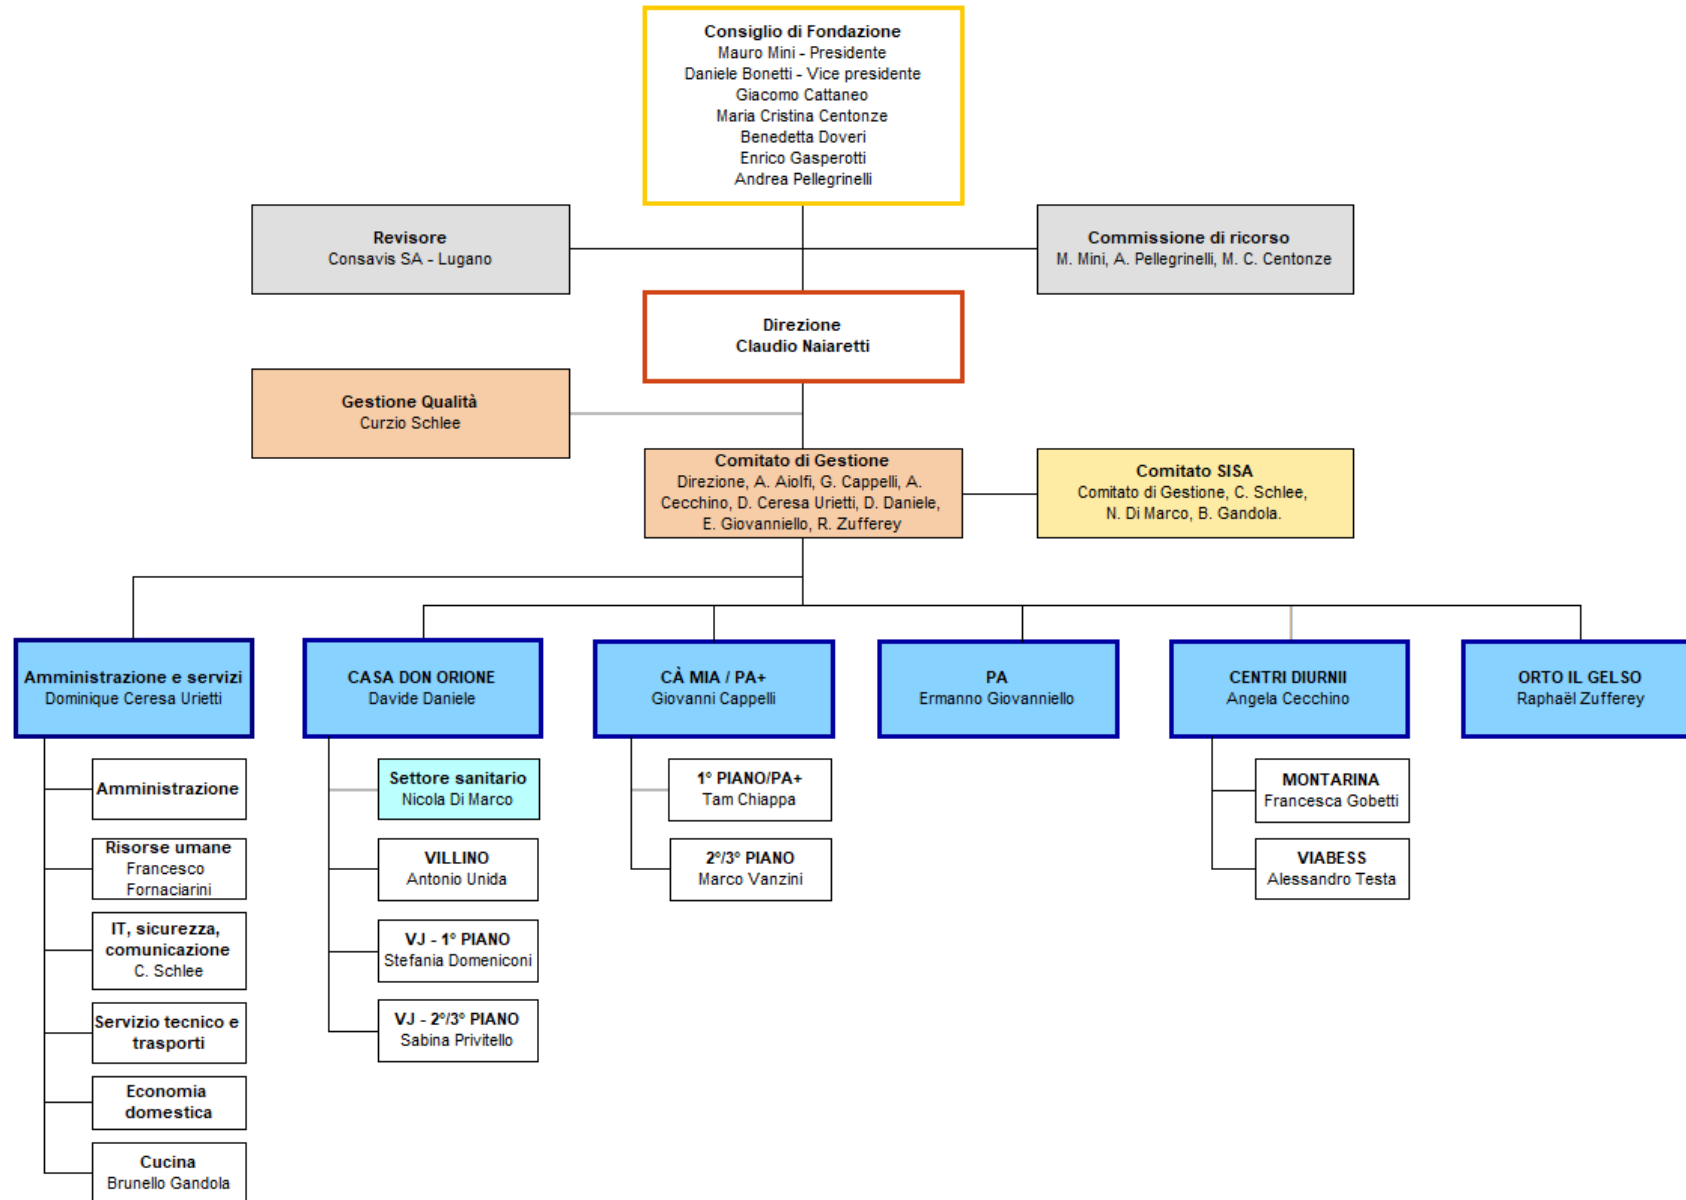 Consiglio di Fondazione
Mauro Mini - Presidente
Daniele Bonetti - Vice presidente
Giacomo Cattaneo
Maria Cristina Centonze
Benedetta Doveri
Enrico Gasperotti
Andrea Pellegrinelli
Revisore
Consavis SA - Lugano
Commissione di ricorso
M. Mini, A. Pellegrinelli, M. C. Centonze
Direzione
Claudio Naiaretti
Gestione Qualità
Curzio Schlee
Comitato di Gestione
Direzione, A. Aiolfi, G. Cappelli, A.
Cecchino, D. Ceresa Urietti, D. Daniele,
E. Giovanniello, R. Zufferey
Comitato SISA
Comitato di Gestione, C. Schlee,
N. Di Marco, B. Gandola.
Amministrazione e servizi
Dominique Ceresa Urietti
CASA DON ORIONE
Davide Daniele
CÀ MIA / PA+
Giovanni Cappelli
PA
Ermanno Giovanniello
CENTRI DIURNII
Angela Cecchino
ORTO IL GELSO
Raphaël Zufferey
Amministrazione
Risorse umane
Francesco
Fornaciarini
IT, sicurezza,
comunicazione
C. Schlee
Servizio tecnico e
trasporti
Economia
domestica
Cucina
Brunello Gandola
Settore sanitario
Nicola Di Marco
VILLINO
Antonio Unida
VJ - 1° PIANO
Stefania Domeniconi
VJ - 2°/3° PIANO
Sabina Privitello
1° PIANO/PA+
Tam Chiappa
2°/3° PIANO
Marco Vanzini
MONTARINA
Francesca Gobetti
VIABESS
Alessandro Testa